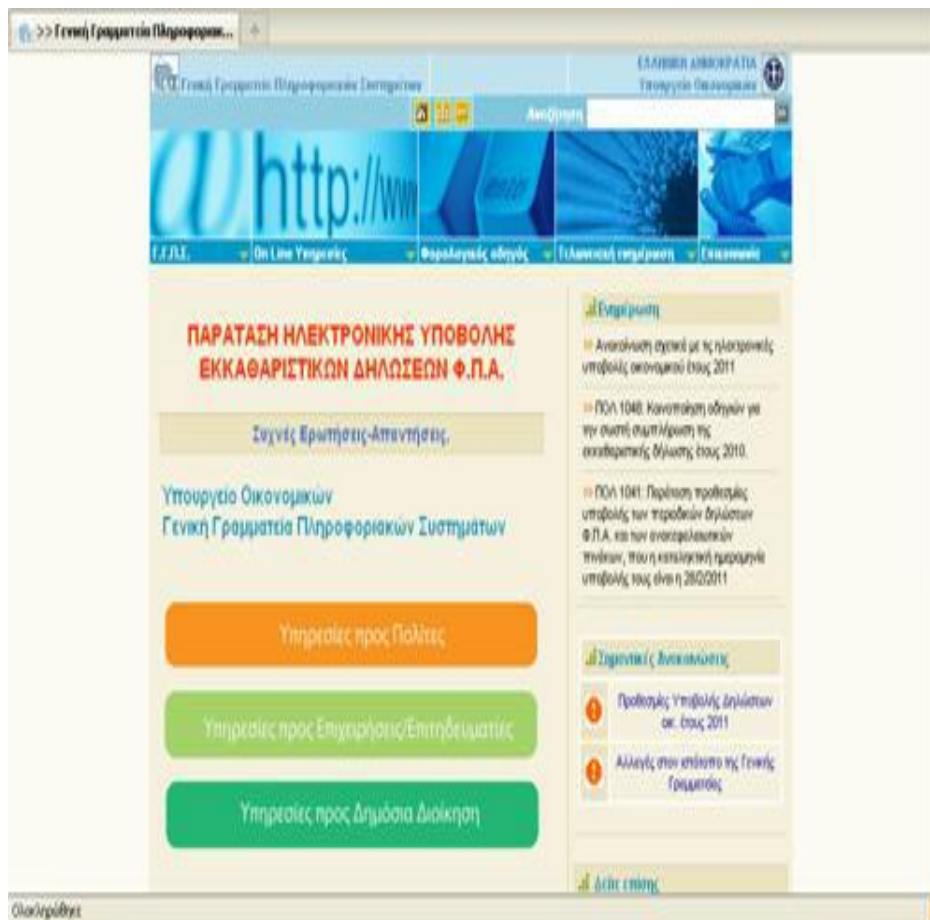 >> Γενική Γραμματεία Πληροφοριακ...
Γενική Γραμματεία Πληροφοριακών Συστημάτων
ΕΛΛΗΝΙΚΗ ΔΗΜΟΚΡΑΤΙΑ
Υπουργείο Οικονομικών
Αναζήτηση
@ http://www
Γ.Γ.Π.Σ.
On Line Υπηρεσίες
Φορολογικός οδηγός
Τελωνειακή ενημέρωση
Επικοινωνία
ΠΑΡΑΤΑΣΗ ΗΛΕΚΤΡΟΝΙΚΗΣ ΥΠΟΒΟΛΗΣ
ΕΚΚΑΘΑΡΙΣΤΙΚΩΝ ΔΗΛΩΣΕΩΝ Φ.Π.Α.
Συχνές Ερωτήσεις-Απαντήσεις.
Υπουργείο Οικονομικών
Γενική Γραμματεία Πληροφοριακών Συστημάτων
Υπηρεσίες προς Πολίτες
Υπηρεσίες προς Επιχειρήσεις/Επιτηδευματίες
Υπηρεσίες προς Δημόσια Διοίκηση
Ενημέρωση
Ανακοίνωση σχετικά με τις ηλεκτρονικές
υποβολές οικονομικού έτους 2011
ΠΟΛ 1048: Κοινοποίηση οδηγιών για
την σωστή συμπλήρωση της
εκκαθαριστικής δήλωσης έτους 2010.
ΠΟΛ 1041: Παράταση προθεσμίας
υποβολής των περιοδικών δηλώσεων
Φ.Π.Α. και των ανακεφαλαιωτικών
πινάκων, που η καταληκτική ημερομηνία
υποβολής τους είναι η 28/2/2011
Σημαντικές Ανακοινώσεις
Προθεσμίες Υποβολής Δηλώσεων
οικ. έτους 2011
Αλλαγές στον ιστότοπο της Γενικής
Γραμματείας
Δείτε επίσης
Ολοκληρώθηκε